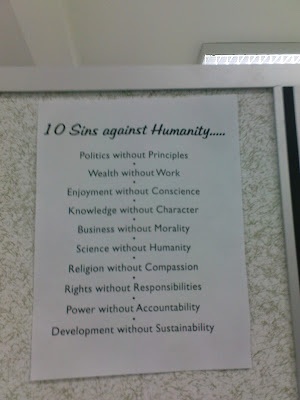 10 Sins against Humanity.....
Politics without Principles
Wealth without Work
Enjoyment without Conscience
Knowledge without Character
Business without Morality
Science without Humanity
Religion without Compassion
Rights without Responsibilities
Power without Accountability
Development without Sustainability